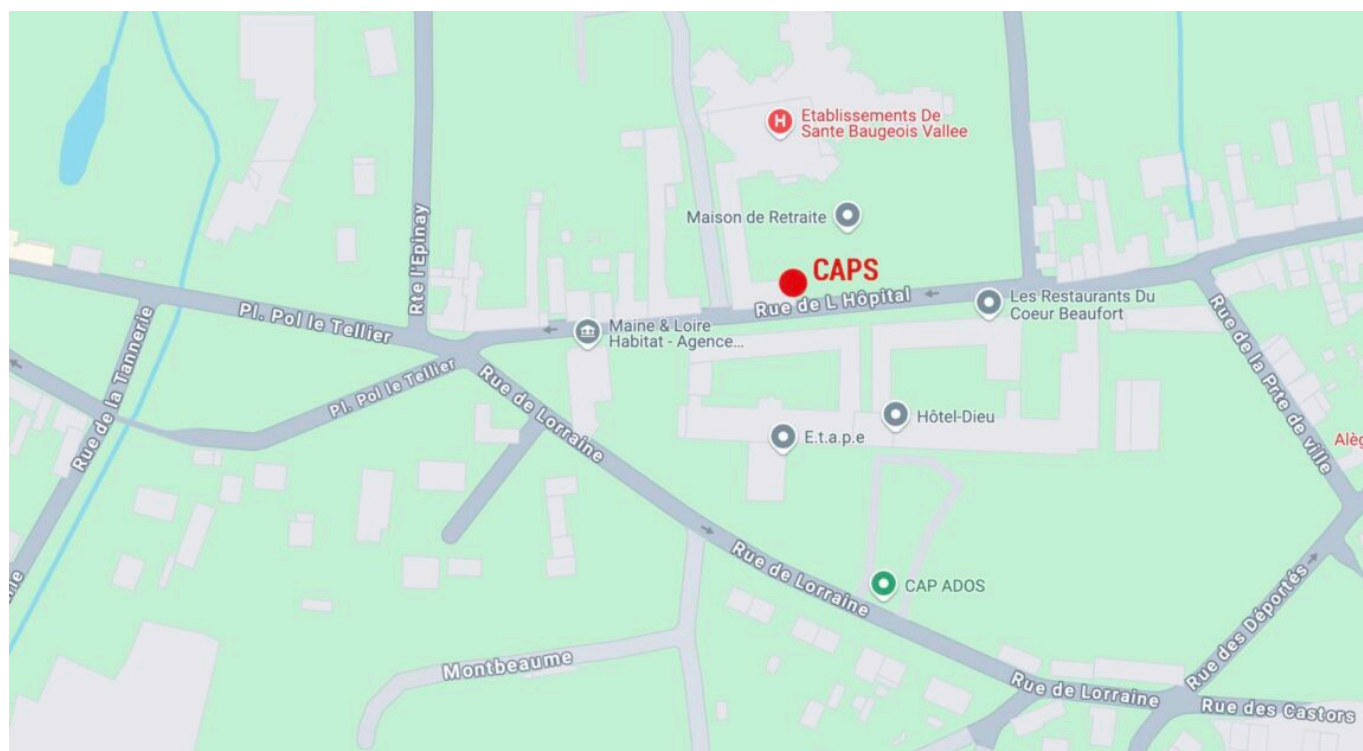 Etablissements De
Sante Baugeois Vallee
Maison de Retraite
CAPS
Rue de L Hôpital
Rte l'Epinay
Les Restaurants Du
Coeur Beaufort
Pl. Pol le Tellier
Rue de la Tannerie
Maine & Loire
Habitat - Agence...
Pl. Pol le Tellier
Rue de la Prte de ville
Rue de Lorraine
Hôtel-Dieu
E.t.a.p.e
Alèg
Rue de Lorraine
CAP ADOS
Rue des Déportés
Montbeaume
Rue de Lorraine
Rue des Castors